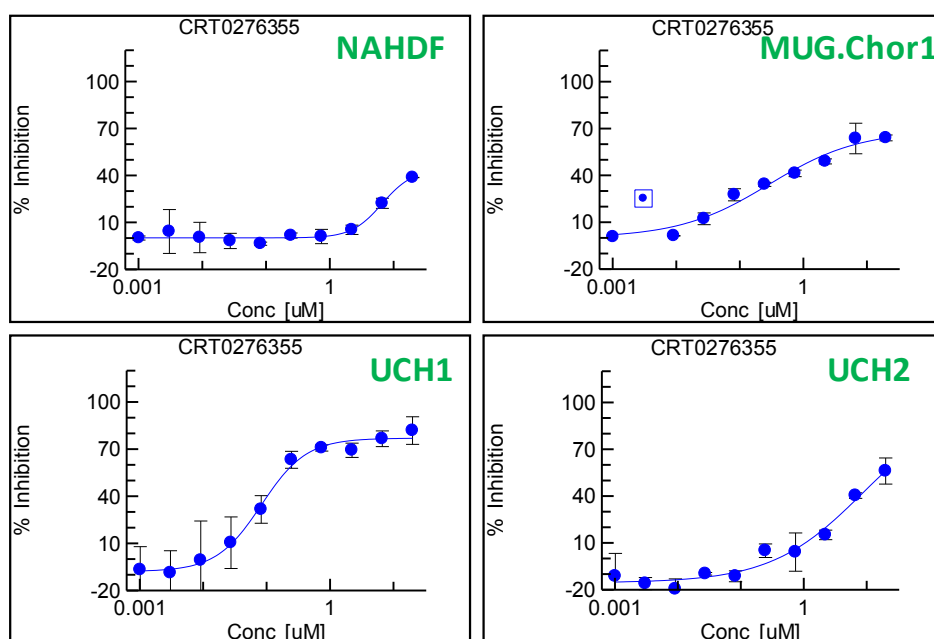 CRT0276355
NAHDF
% Inhibition
100
70
40
10
-20
0.001
1
Conc [uM]
CRT0276355
MUG.Chor1
% Inhibition
100
70
40
10
-20
0.001
1
Conc [uM]
CRT0276355
UCH1
% Inhibition
100
70
40
10
-20
0.001
1
Conc [uM]
CRT0276355
UCH2
% Inhibition
100
70
40
10
-20
0.001
1
Conc [uM]